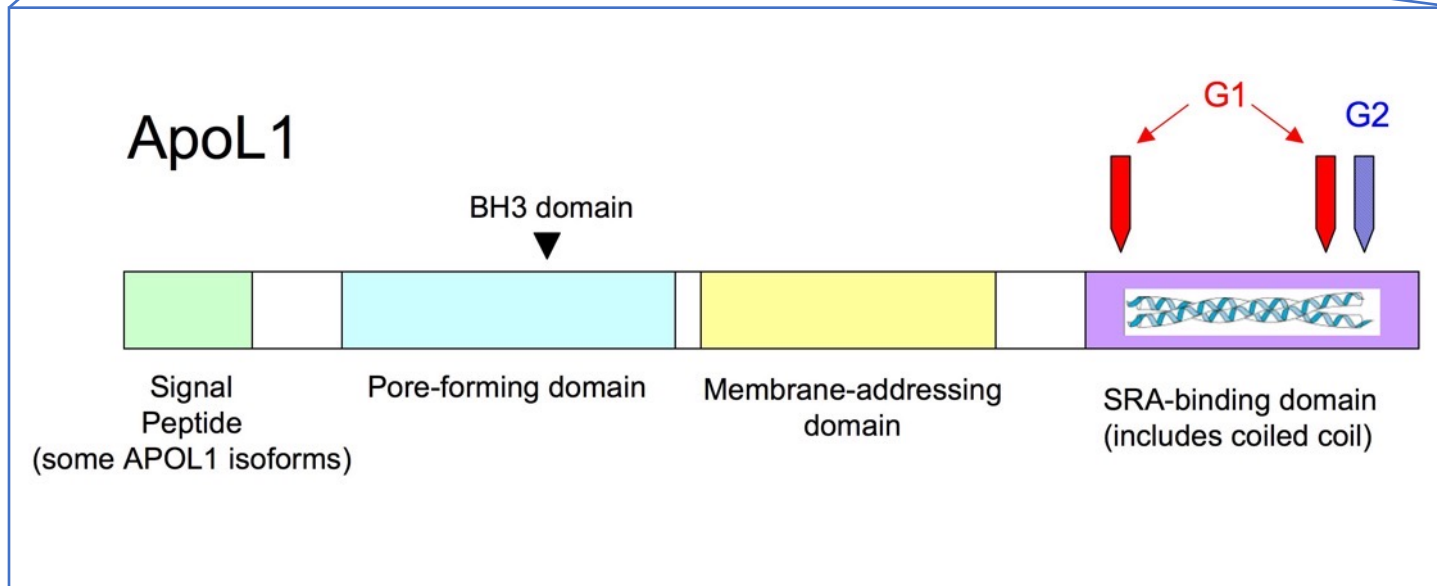 G1
G2
ApoL1
BH3 domain
Signal
Peptide
(some APOL1 isoforms)
Pore-forming domain
Membrane-addressing
domain
SRA-binding domain
(includes coiled coil)